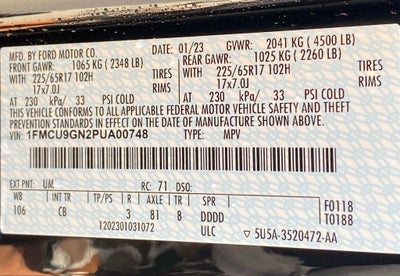 MFD. BY FORD MOTOR CO.
DATE: 01/23 GVWR: 2041 KG (4500 LB)
FRONT GAWR: 1065 KG (2348 LB) REAR GAWR: 1025 KG (2260 LB)
WITH 225/65R17 102H TIRES WITH 225/65R17 102H TIRES
17x7.0J RIMS 17x7.0J RIMS
AT 230 kPa/ 33 PSI COLD AT 230 kPa/ 33 PSI COLD
THIS VEHICLE CONFORMS TO ALL APPLICABLE FEDERAL MOTOR VEHICLE SAFETY AND THEFT
PREVENTION STANDARDS IN EFFECT ON THE DATE OF MANUFACTURE SHOWN ABOVE.
VIN: 1FMCU9GN2PUA00748 TYPE: MPV
EXT PNT: UM RC: 71 DSO:
WB INT TR TP/PS R AXLE TR SPR
106 CB 3 81 8 DDDD
F0118
T0188
1202301031072 ULC ▽ 5U5A-3520472-AA